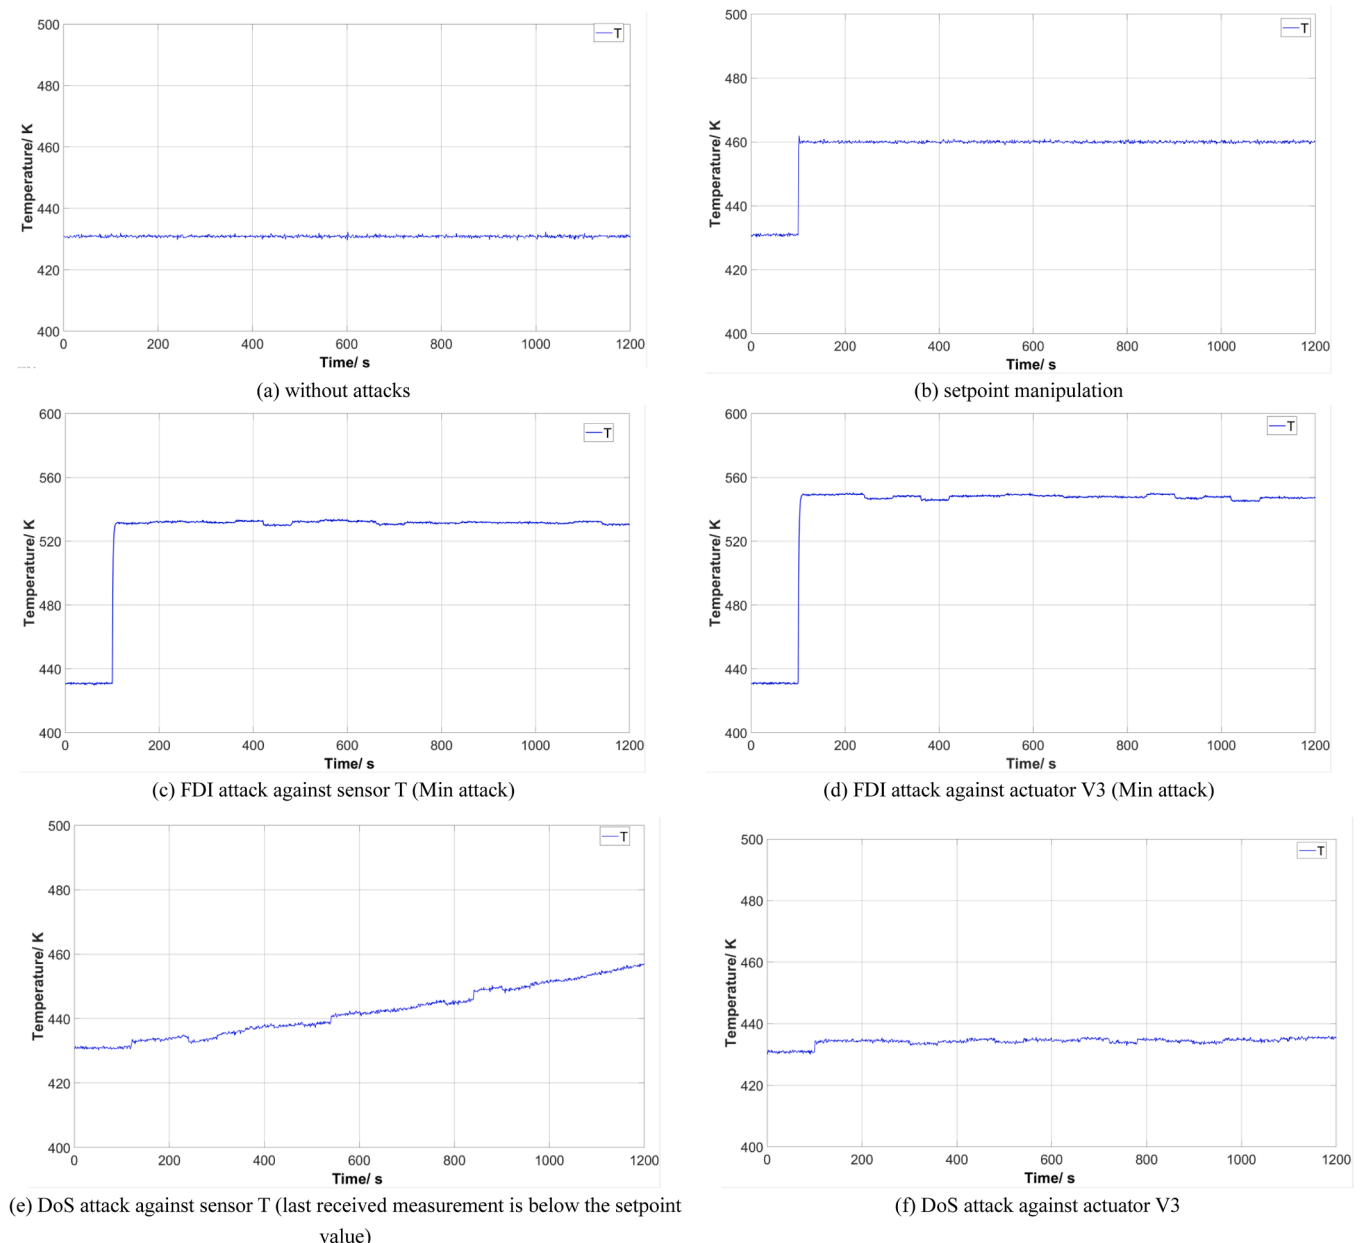 500
480
460
440
420
400
Temperature/ K
T
0 200 400 600 800 1000 1200
Time/ s
(a) without attacks
500
480
460
440
420
400
Temperature/ K
T
0 200 400 600 800 1000 1200
Time/ s
(b) setpoint manipulation
600
560
520
480
440
400
Temperature/ K
T
0 200 400 600 800 1000 1200
Time/ s
(c) FDI attack against sensor T (Min attack)
600
560
520
480
440
400
Temperature/ K
T
0 200 400 600 800 1000 1200
Time/ s
(d) FDI attack against actuator V3 (Min attack)
500
480
460
440
420
400
Temperature/ K
T
0 200 400 600 800 1000 1200
Time/ s
(e) DoS attack against sensor T (last received measurement is below the setpoint
value)
500
480
460
440
420
400
Temperature/ K
T
0 200 400 600 800 1000 1200
Time/ s
(f) DoS attack against actuator V3